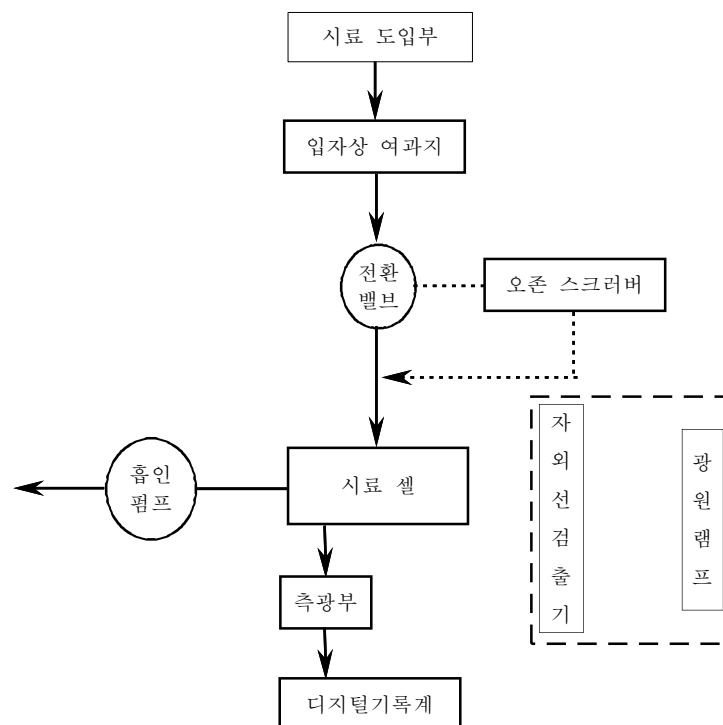 시료 도입부
입자상 여과지
전환
밸브
오존 스크러버
자
외
선
검
출
기
광
원
램
프
흡인
펌프
시료 셀
측광부
디지털기록계